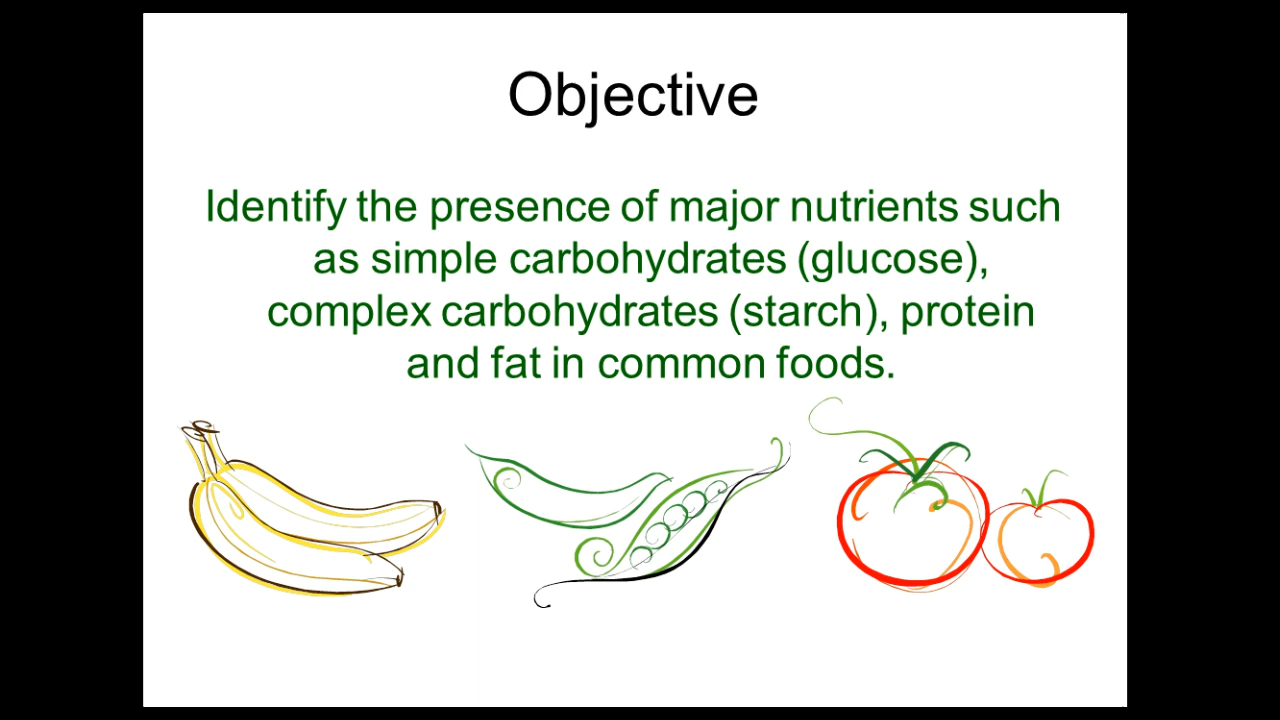 Objective
Identify the presence of major nutrients such
as simple carbohydrates (glucose),
complex carbohydrates (starch), protein
and fat in common foods.